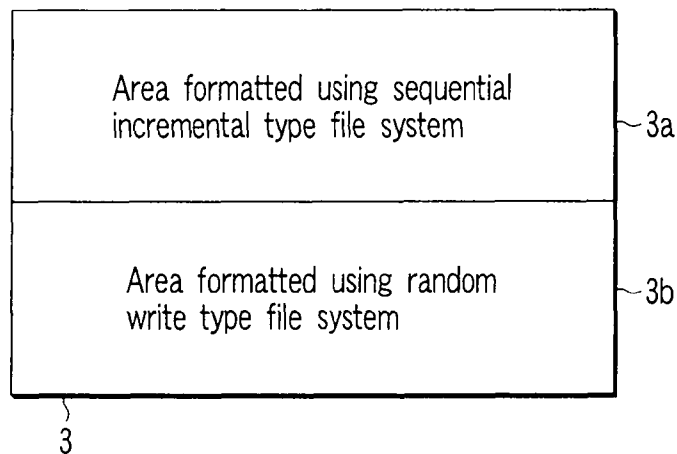 Area formatted using sequential
incremental type file system
3a
Area formatted using random
write type file system
3b
3